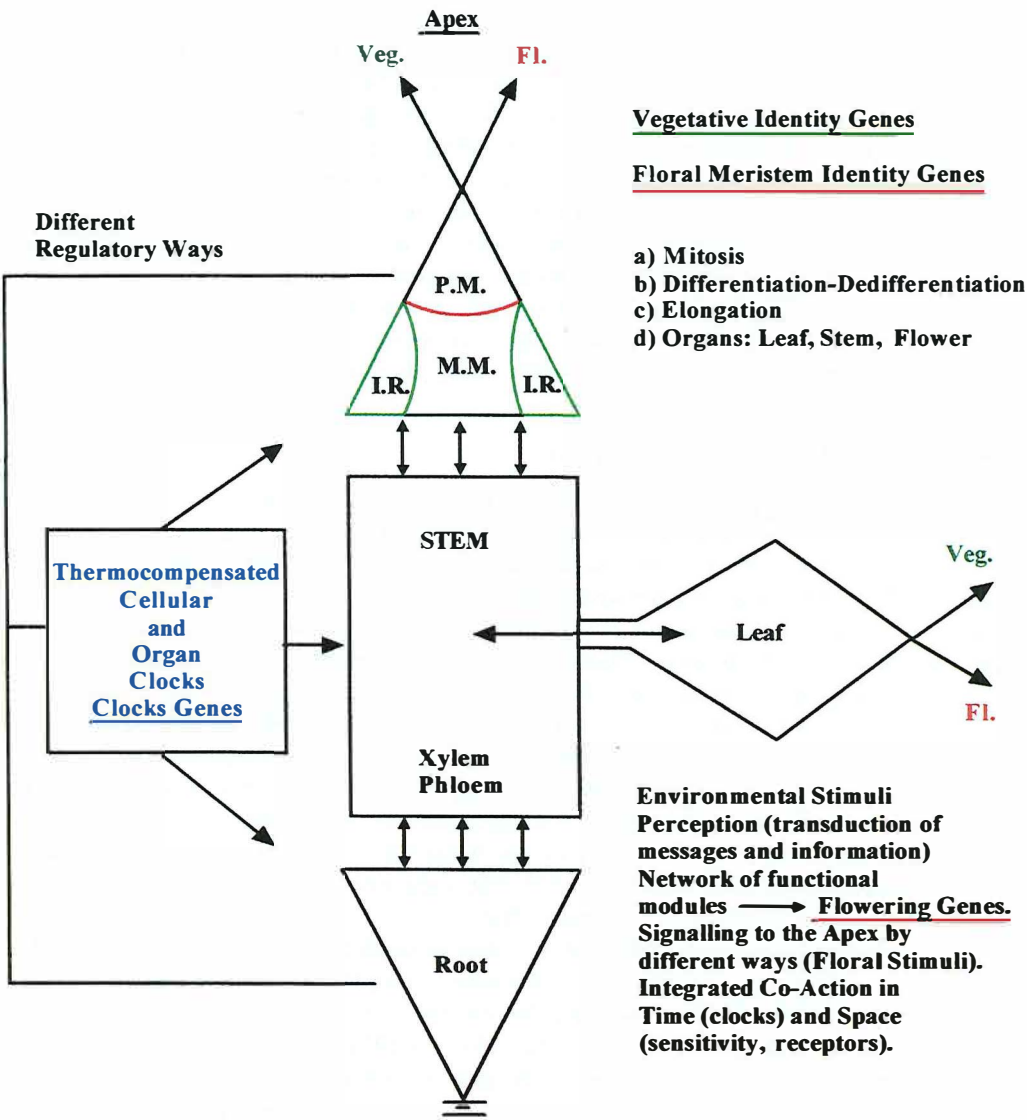 Apex
Veg.
Fl.
Vegetative Identity Genes
Floral Meristem Identity Genes
Different
Regulatory Ways
a) Mitosis
b) Differentiation-Dedifferentiation
c) Elongation
d) Organs: Leaf, Stem, Flower
P.M.
M.M.
I.R.
I.R.
STEM
Thermocompensated
Cellular
and
Organ
Clocks
Clocks Genes
Leaf
Veg.
Fl.
Xylem
Phloem
Environmental Stimuli
Perception (transduction of
messages and information)
Network of functional
modules Flowering Genes.
Signalling to the Apex by
different ways (Floral Stimuli).
Integrated Co-Action in
Time (clocks) and Space
(sensitivity, receptors).
Root